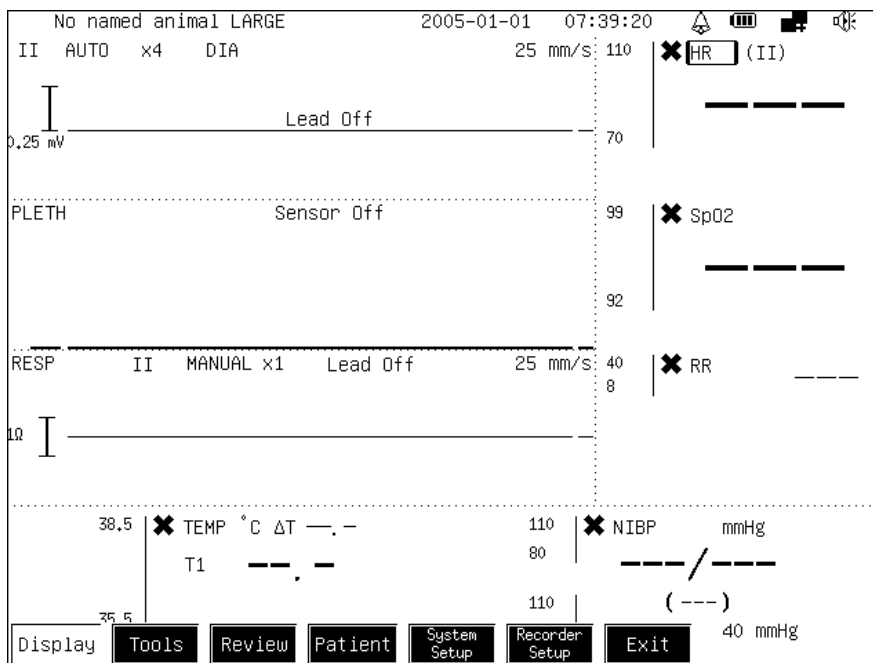 No named animal LARGE 2005-01-01 07:39:20
II AUTO x4 DIA 25 mm/s 110 HR (II)
Lead Off
0.25 mV 70
PLETH Sensor Off 99 SpO2
92
RESP II MANUAL x1 Lead Off 25 mm/s 40 RR
8
1Ω
38.5 TEMP °C ΔT --.- 110 NIBP mmHg
T1 --.- 80 ---/---
110 (---)
35.5
40 mmHg
Display Tools Review Patient System Setup Recorder Setup Exit